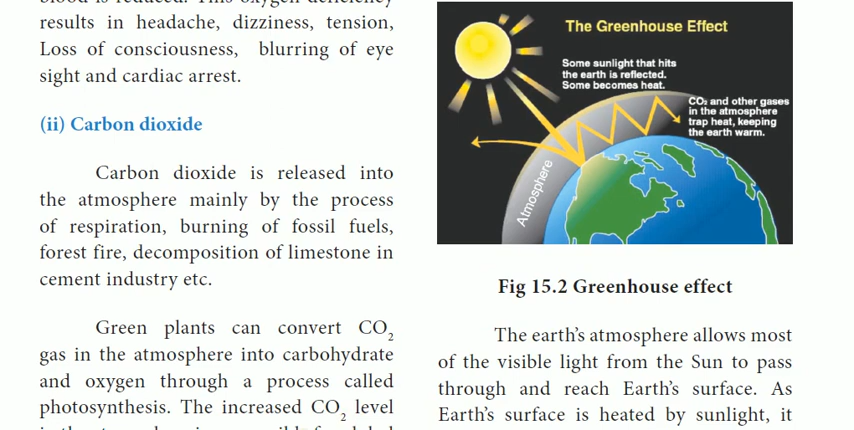 results in headache, dizziness, tension,
Loss of consciousness, blurring of eye
sight and cardiac arrest.
(ii) Carbon dioxide
Carbon dioxide is released into
the atmosphere mainly by the process
of respiration, burning of fossil fuels,
forest fire, decomposition of limestone in
cement industry etc.
Green plants can convert CO₂
gas in the atmosphere into carbohydrate
and oxygen through a process called
photosynthesis. The increased CO₂ level
The Greenhouse Effect
Some sunlight that hits
the earth is reflected.
Some becomes heat.
CO₂ and other gases
in the atmosphere
trap heat, keeping
the earth warm.
Atmosphere
Fig 15.2 Greenhouse effect
The earth’s atmosphere allows most
of the visible light from the Sun to pass
through and reach Earth’s surface. As
Earth’s surface is heated by sunlight, it